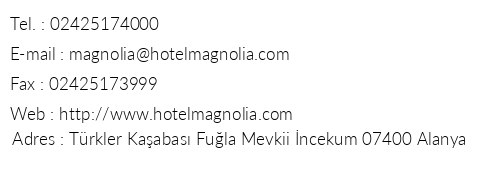 Tel. : 02425174000
E-mail : magnolia@hotelmagnolia.com
Fax : 02425173999
Web : http://www.hotelmagnolia.com
Adres : Türkler Kaşabası Fuğla Mevkii İncekum 07400 Alanya